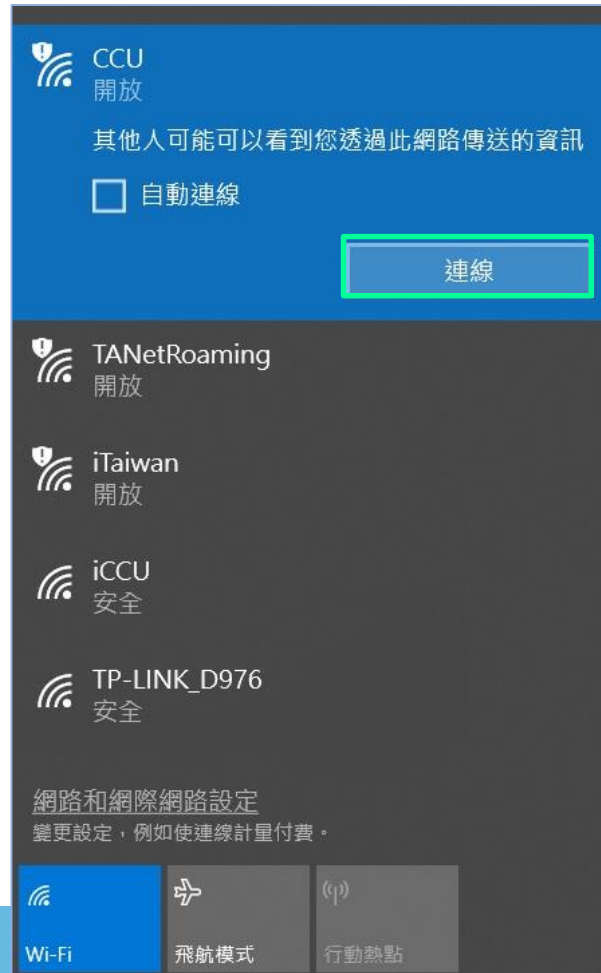 CCU
開放
其他人可能可以看到您透過此網路傳送的資訊
自動連線
連線
TANetRoaming
開放
iTaiwan
開放
iCCU
安全
TP-LINK_D976
安全
網路和網際網路設定
變更設定，例如使連線計量付費。
Wi-Fi
飛航模式
行動熱點